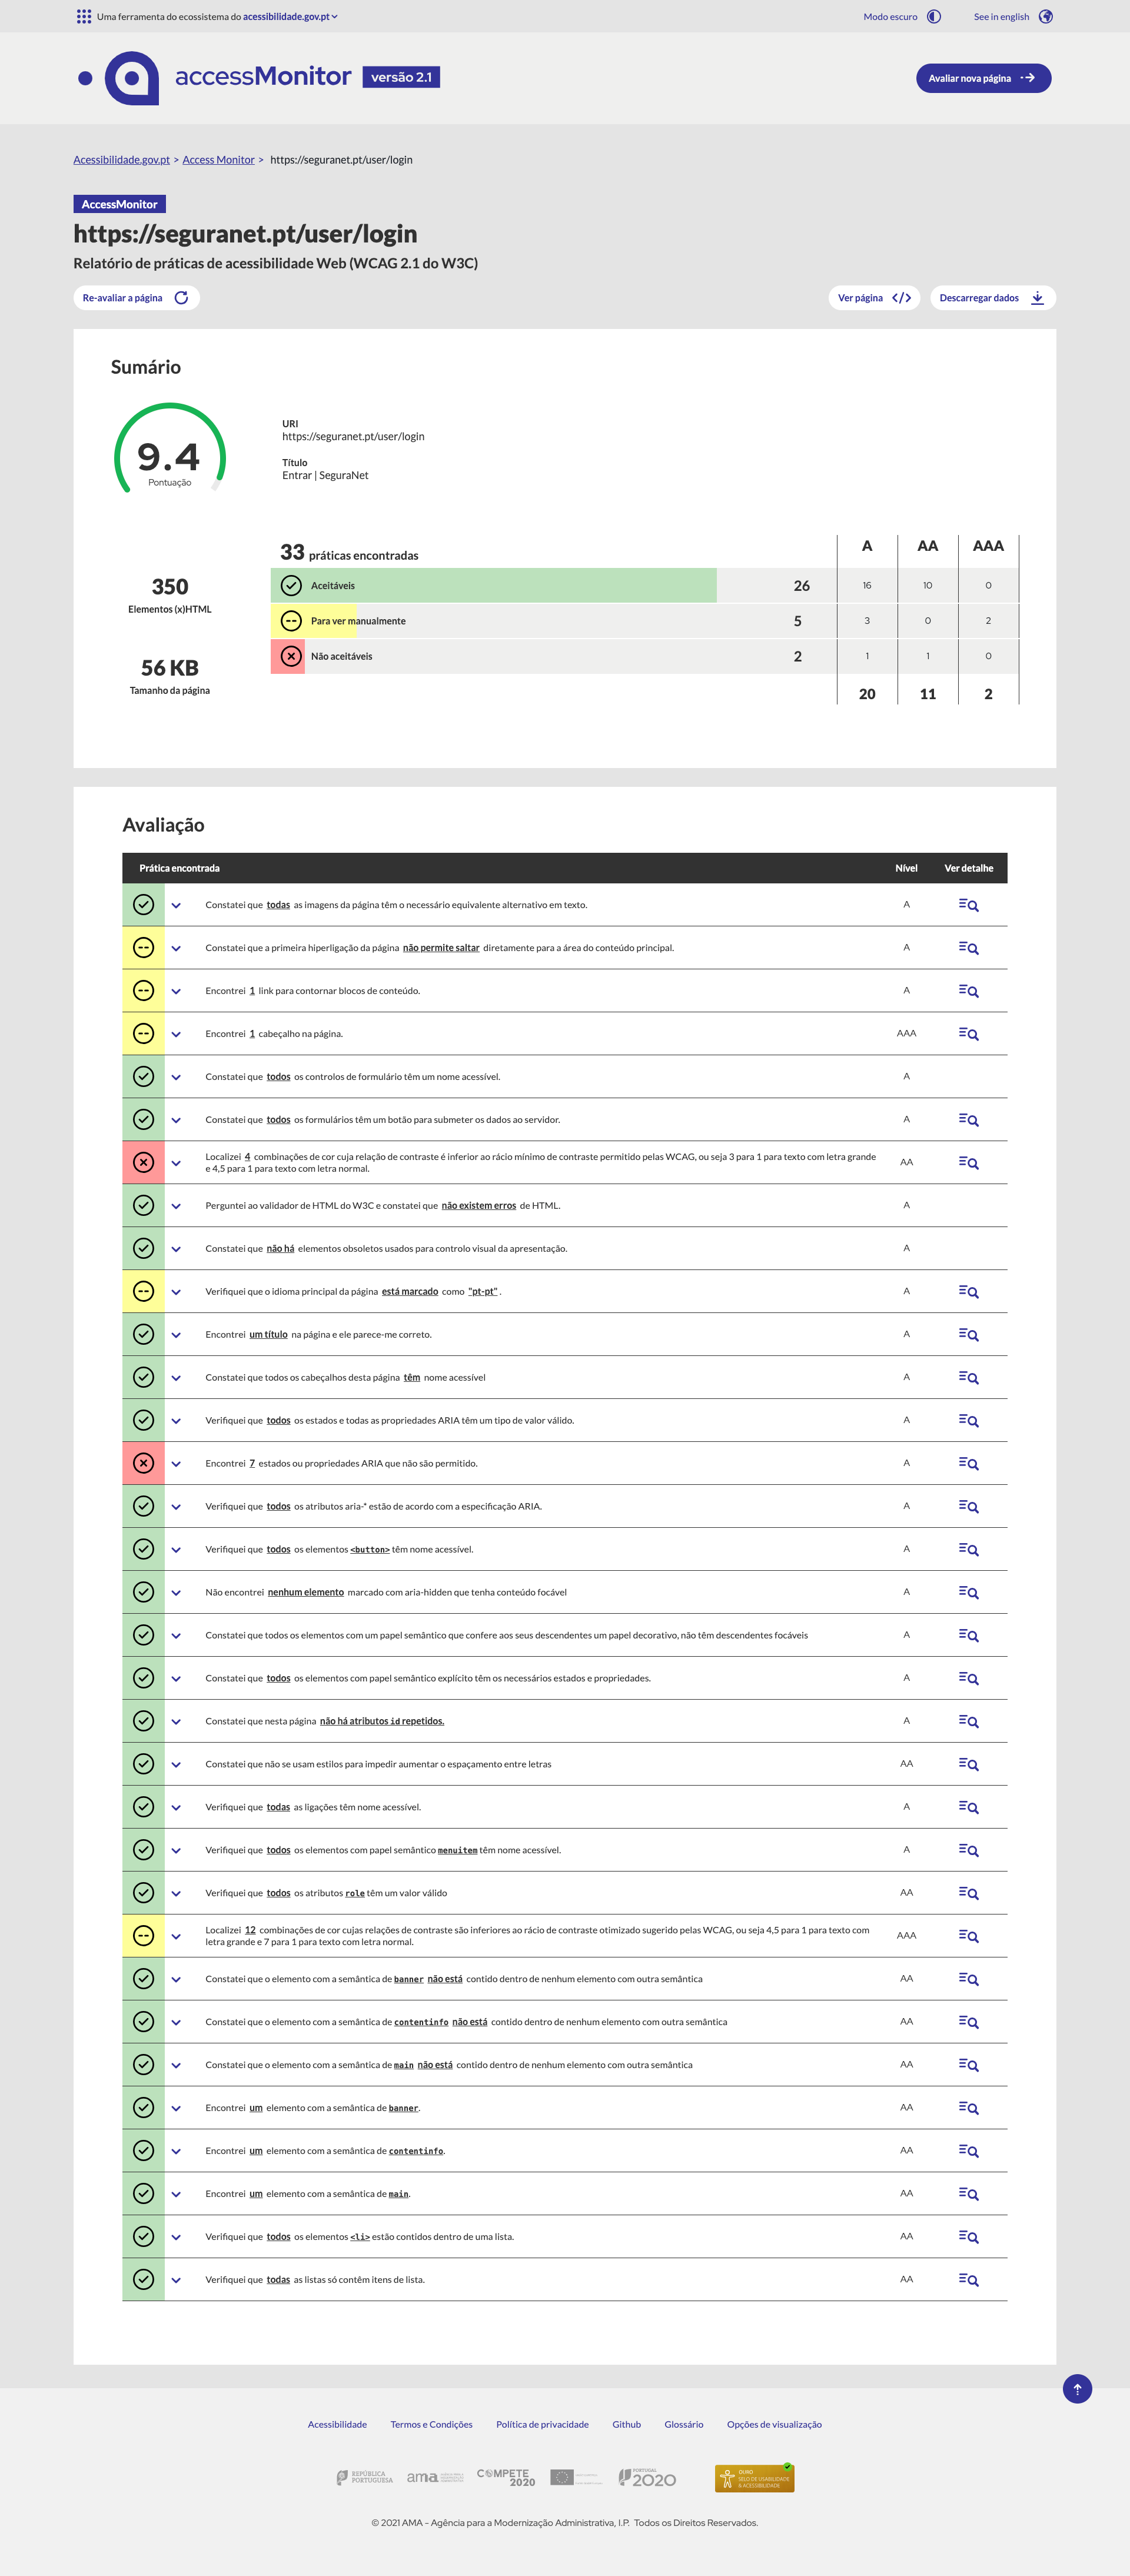 Uma ferramenta do ecossistema do acessibilidade.gov.pt
Modo escuro
See in english
accessMonitor versão 2.1
Avaliar nova página
Acessibilidade.gov.pt > Access Monitor > https://seguranet.pt/user/login
AccessMonitor
https://seguranet.pt/user/login
Relatório de práticas de acessibilidade Web (WCAG 2.1 do W3C)
Re-avaliar a página
Ver página
Descarregar dados
Sumário
9.4
Pontuação
URI
https://seguranet.pt/user/login
Título
Entrar | SeguraNet
350
Elementos (x)HTML
56 KB
Tamanho da página
33 práticas encontradas A AA AAA
Aceitáveis 26 16 10 0
Para ver manualmente 5 3 0 2
Não aceitáveis 2 1 1 0
20 11 2
Avaliação
Prática encontrada Nível Ver detalhe
Constatei que todas as imagens da página têm o necessário equivalente alternativo em texto. A
Constatei que a primeira hiperligação da página não permite saltar diretamente para a área do conteúdo principal. A
Encontrei 1 link para contornar blocos de conteúdo. A
Encontrei 1 cabeçalho na página. AAA
Constatei que todos os controlos de formulário têm um nome acessível. A
Constatei que todos os formulários têm um botão para submeter os dados ao servidor. A
Localizei 4 combinações de cor cuja relação de contraste é inferior ao rácio mínimo de contraste permitido pelas WCAG, ou seja 3 para 1 para texto com letra grande
e 4,5 para 1 para texto com letra normal. AA
Perguntei ao validador de HTML do W3C e constatei que não existem erros de HTML. A
Constatei que não há elementos obsoletos usados para controlo visual da apresentação. A
Verifiquei que o idioma principal da página está marcado como "pt-pt" . A
Encontrei um título na página e ele parece-me correto. A
Constatei que todos os cabeçalhos desta página têm nome acessível A
Verifiquei que todos os estados e todas as propriedades ARIA têm um tipo de valor válido. A
Encontrei 7 estados ou propriedades ARIA que não são permitido. A
Verifiquei que todos os atributos aria-* estão de acordo com a especificação ARIA. A
Verifiquei que todos os elementos <button> têm nome acessível. A
Não encontrei nenhum elemento marcado com aria-hidden que tenha conteúdo focável A
Constatei que todos os elementos com um papel semântico que confere aos seus descendentes um papel decorativo, não têm descendentes focáveis A
Constatei que todos os elementos com papel semântico explícito têm os necessários estados e propriedades. A
Constatei que nesta página não há atributos id repetidos. A
Constatei que não se usam estilos para impedir aumentar o espaçamento entre letras AA
Verifiquei que todas as ligações têm nome acessível. A
Verifiquei que todos os elementos com papel semântico menuitem têm nome acessível. A
Verifiquei que todos os atributos role têm um valor válido AA
Localizei 12 combinações de cor cujas relações de contraste são inferiores ao rácio de contraste otimizado sugerido pelas WCAG, ou seja 4,5 para 1 para texto com
letra grande e 7 para 1 para texto com letra normal. AAA
Constatei que o elemento com a semântica de banner não está contido dentro de nenhum elemento com outra semântica AA
Constatei que o elemento com a semântica de contentinfo não está contido dentro de nenhum elemento com outra semântica AA
Constatei que o elemento com a semântica de main não está contido dentro de nenhum elemento com outra semântica AA
Encontrei um elemento com a semântica de banner. AA
Encontrei um elemento com a semântica de contentinfo. AA
Encontrei um elemento com a semântica de main. AA
Verifiquei que todos os elementos <li> estão contidos dentro de uma lista. AA
Verifiquei que todas as listas só contêm itens de lista. AA
Acessibilidade Termos e Condições Política de privacidade Github Glossário Opções de visualização
REPÚBLICA
PORTUGUESA
ama
COMPETE
2020
PORTUGAL
2020
OURO
SELO DE USABILIDADE
& ACESSIBILIDADE
© 2021 AMA - Agência para a Modernização Administrativa, I.P. Todos os Direitos Reservados.